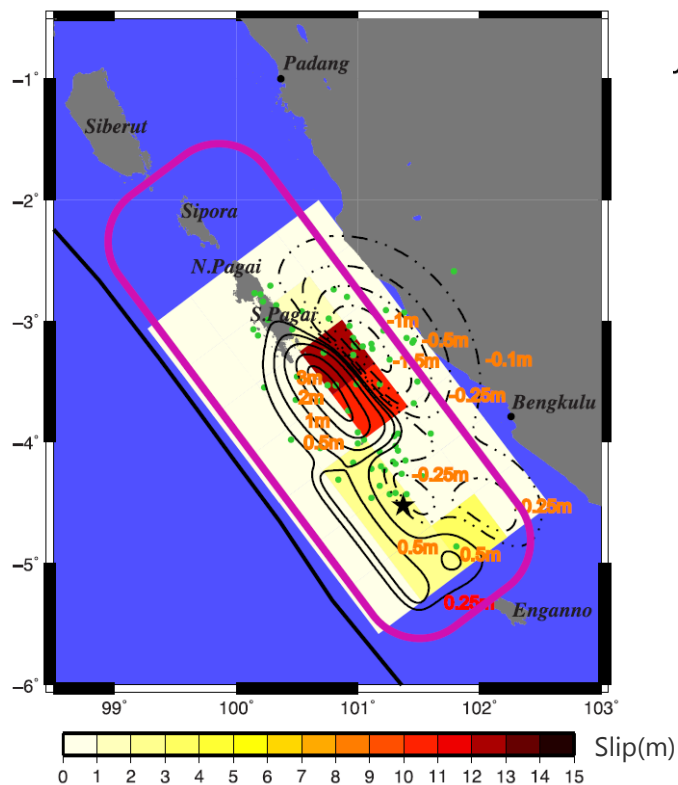 Padang
−1°
Siberut
−2°
Sipora
N.Pagai
−3°
S.Pagai
-1m
-0.5m
-1.5m
-0.1m
3m
-0.25m
2m
Bengkulu
1m
−4°
0.5m
-0.25m
0.25m
0.5m
0.5m
−5°
0.25m
Enganno
−6°
99° 100° 101° 102° 103°
Slip(m)
0 1 2 3 4 5 6 7 8 9 10 11 12 13 14 15